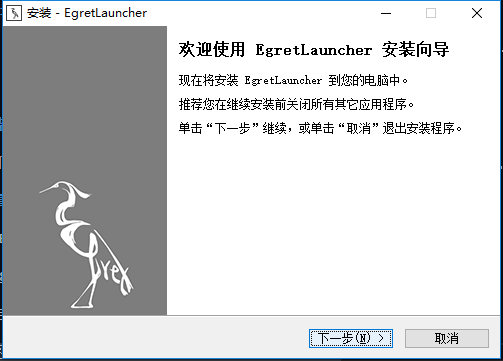 安装 - EgretLauncher
欢迎使用 EgretLauncher 安装向导
现在将安装 EgretLauncher 到您的电脑中。
推荐您在继续安装前关闭所有其它应用程序。
单击“下一步”继续，或单击“取消”退出安装程序。
Egret
下一步(N) >
取消